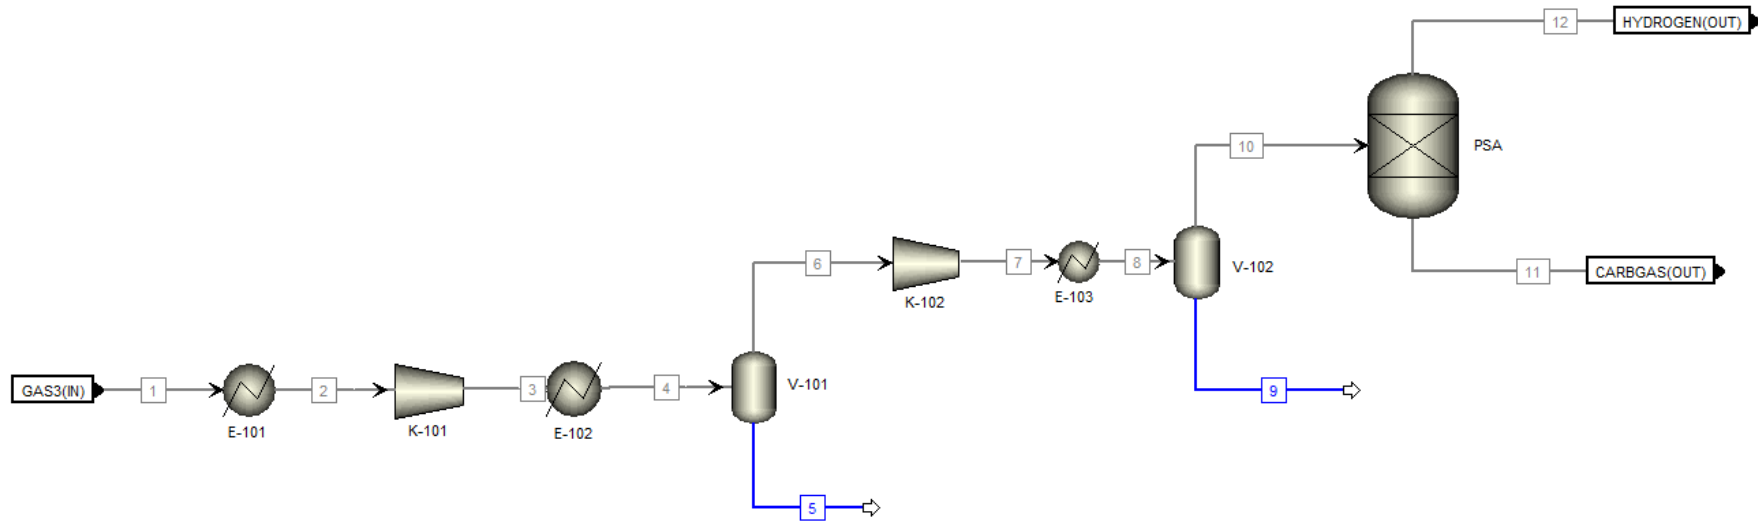 12
HYDROGEN(OUT)
10
PSA
6
7
8
V-102
11
CARBGAS(OUT)
K-102
E-103
GAS3(IN)
1
2
3
4
V-101
9
E-101
K-101
E-102
5